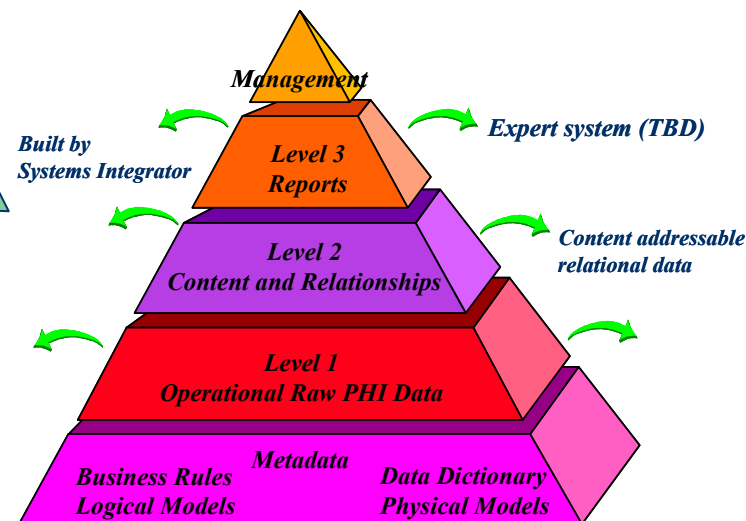 Management
Expert system (TBD)
Built by
Systems Integrator
Level 3
Reports
Level 2
Content and Relationships
Content addressable
relational data
Level 1
Operational Raw PHI Data
Metadata
Business Rules
Logical Models
Data Dictionary
Physical Models